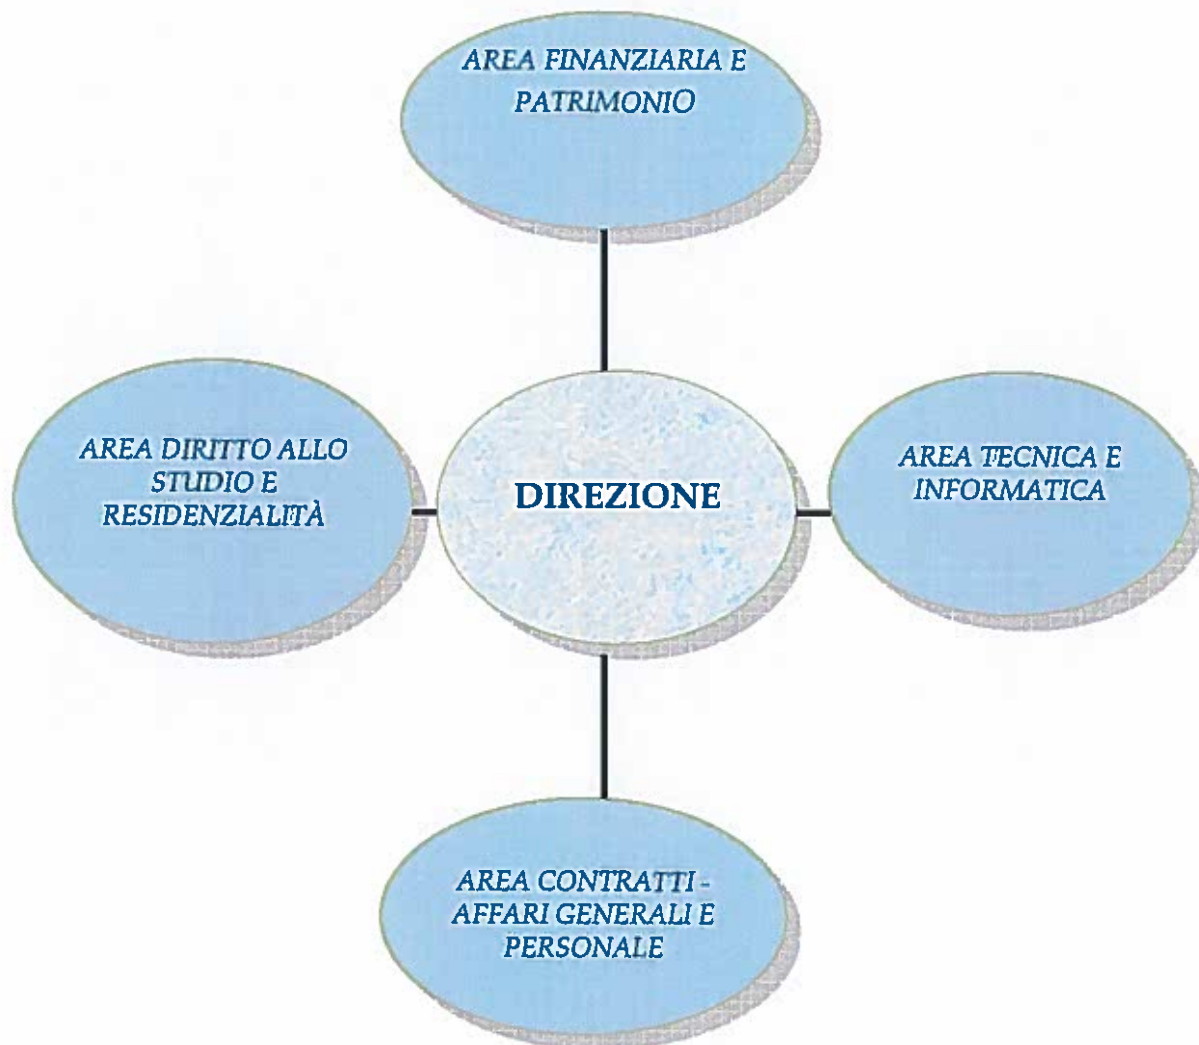 AREA FINANZIARIA E
PATRIMONIO
AREA DIRITTO ALLO
STUDIO E
RESIDENZIALITÀ
DIREZIONE
AREA TECNICA E
INFORMATICA
AREA CONTRATTI -
AFFARI GENERALI E
PERSONALE